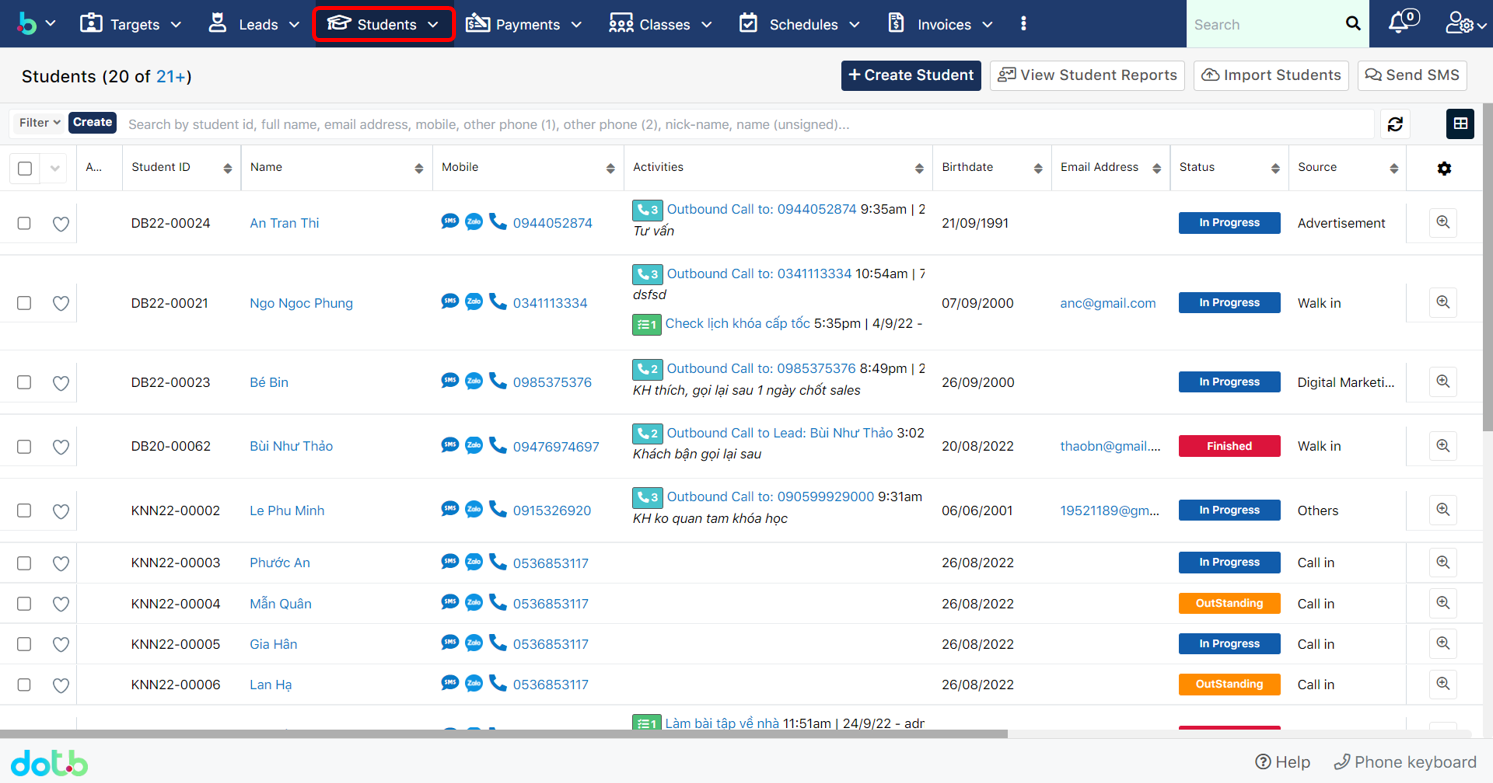 Targets Leads Students Payments Classes Schedules Invoices Search 0
Students (20 of 21+) + Create Student View Student Reports Import Students Send SMS
Filter Create Search by student id, full name, email address, mobile, other phone (1), other phone (2), nick-name, name (unsigned)...
A... Student ID Name Mobile Activities Birthdate Email Address Status Source
3 Outbound Call to: 0944052874 9:35am | 2
DB22-00024 An Tran Thi SMS Zalo 0944052874 21/09/1991 In Progress Advertisement
Tư vấn
3 Outbound Call to: 0341113334 10:54am | 7
dsfsd
DB22-00021 Ngo Ngoc Phung SMS Zalo 0341113334 07/09/2000 anc@gmail.com In Progress Walk in
1 Check lịch khóa cấp tốc 5:35pm | 4/9/22 -
2 Outbound Call to: 0985375376 8:49pm | 2
DB22-00023 Bé Bin SMS Zalo 0985375376 26/09/2000 In Progress Digital Marketi...
KH thích, gọi lại sau 1 ngày chốt sales
2 Outbound Call to Lead: Bùi Như Thảo 3:02
DB20-00062 Bùi Như Thảo SMS Zalo 09476974697 20/08/2022 thaobn@gmail.... Finished Walk in
Khách bận gọi lại sau
3 Outbound Call to: 090599929000 9:31am
KNN22-00002 Le Phu Minh SMS Zalo 0915326920 06/06/2001 19521189@gm... In Progress Others
KH ko quan tam khóa học
KNN22-00003 Phước An SMS Zalo 0536853117 26/08/2022 In Progress Call in
KNN22-00004 Mẫn Quân SMS Zalo 0536853117 26/08/2022 OutStanding Call in
KNN22-00005 Gia Hân SMS Zalo 0536853117 26/08/2022 In Progress Call in
KNN22-00006 Lan Hạ SMS Zalo 0536853117 26/08/2022 OutStanding Call in
1 Làm bài tập về nhà 11:51am | 24/9/22 - adn
dotb Help Phone keyboard